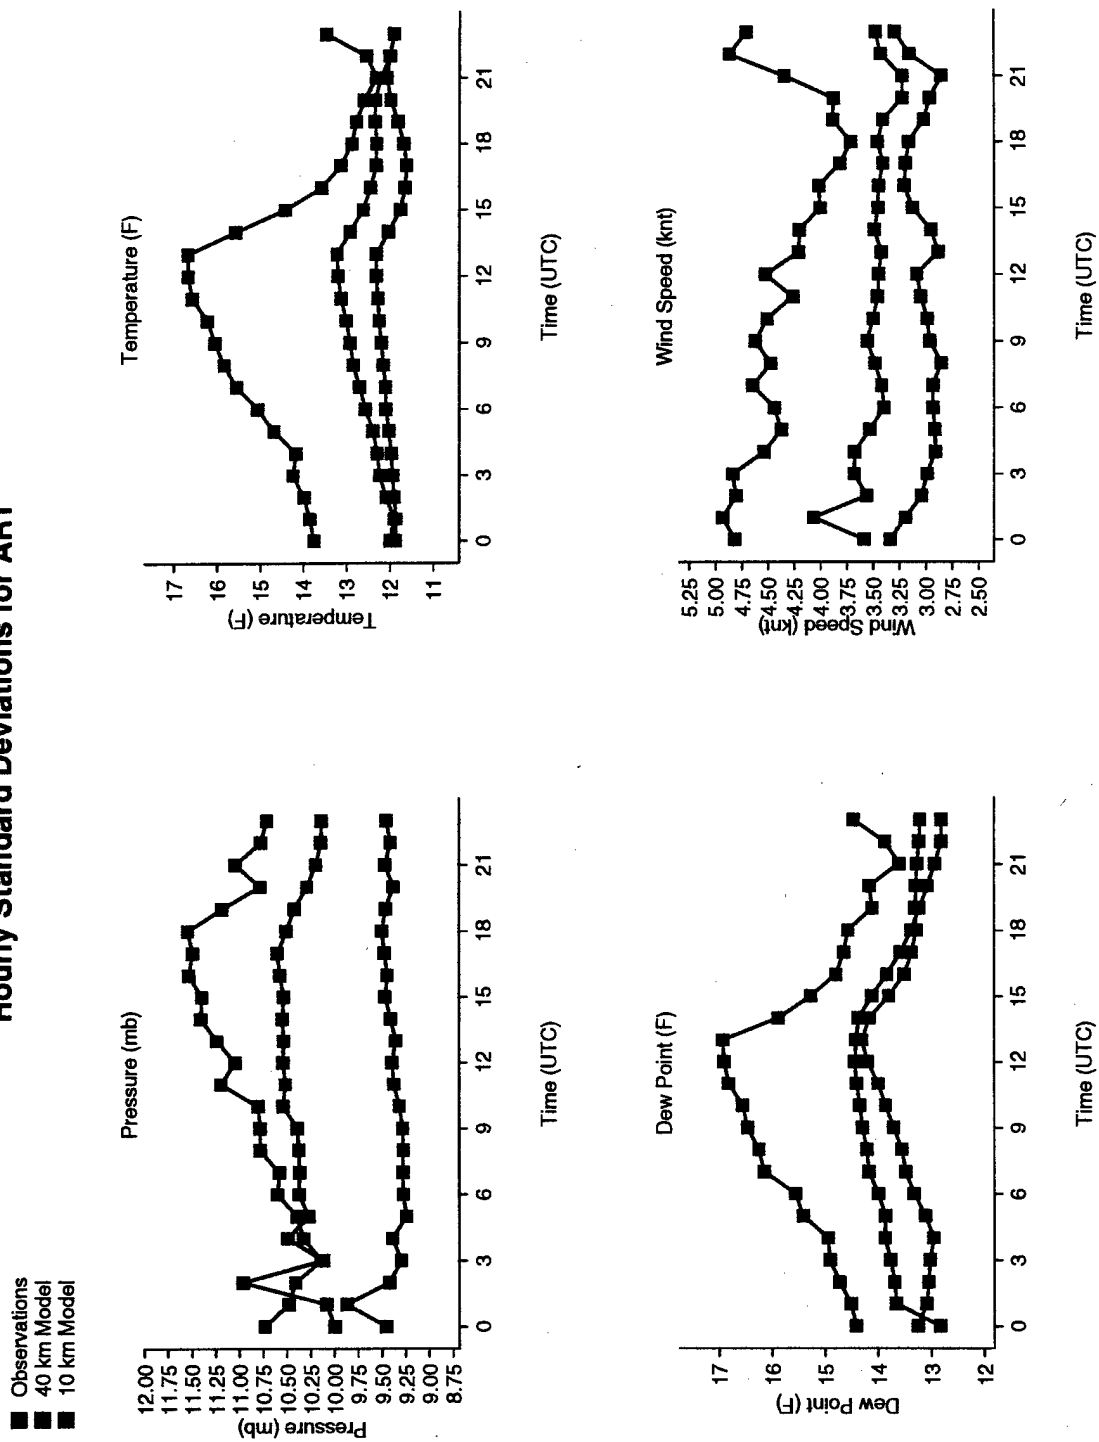 Hourly Standard Deviations for ART
Observations
40 km Model
10 km Model
Pressure (mb)
12.00
11.75
11.50
11.25
11.00
10.75
10.50
10.25
10.00
9.75
9.50
9.25
9.00
8.75
Pressure (mb)
0 3 6 9 12 15 18 21
Time (UTC)
Temperature (F)
17
16
15
14
13
12
11
Temperature (F)
0 3 6 9 12 15 18 21
Time (UTC)
Dew Point (F)
17
16
15
14
13
12
Dew Point (F)
0 3 6 9 12 15 18 21
Time (UTC)
Wind Speed (knt)
5.25
5.00
4.75
4.50
4.25
4.00
3.75
3.50
3.25
3.00
2.75
2.50
Wind Speed (knt)
0 3 6 9 12 15 18 21
Time (UTC)